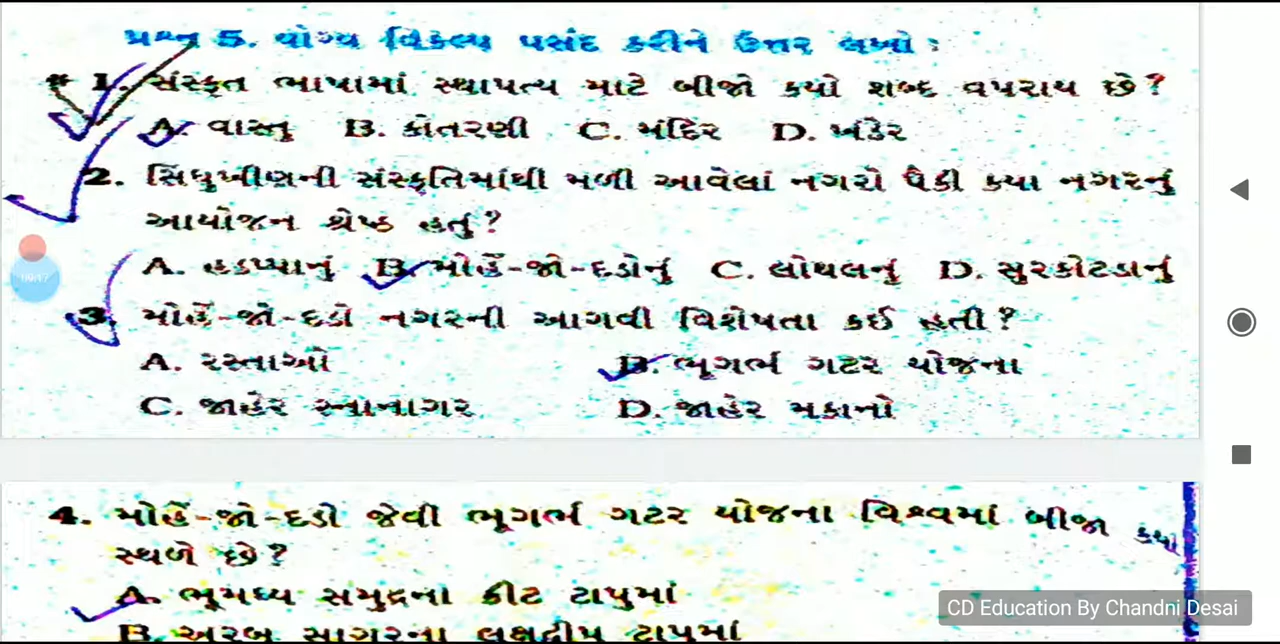 પ્રશ્ન 5. યોગ્ય વિકલ્પ પસંદ કરીને ઉત્તર લખો :
# 1. સંસ્કૃત ભાષામાં સ્થાપત્ય માટે બીજો કયો શબ્દ વપરાય છે?
A. વાસ્તુ B. કોતરણી C. મંદિર D. ખંડેર
2. સિંધુખીણની સંસ્કૃતિમાંથી મળી આવેલાં નગરો પૈકી ક્યા નગરનું
આયોજન શ્રેષ્ઠ હતું?
A. હડપ્પાનું B. મોહેં-જો-દડોનું C. લોથલનું D. સુરકોટડાનું
09:17
3. મોહેં-જો-દડો નગરની આગવી વિશેષતા કઈ હતી?
A. રસ્તાઓ B. ભૂગર્ભ ગટર યોજના
C. જાહેર સ્નાનાગર D. જાહેર મકાનો
4. મોહેં-જો-દડો જેવી ભૂગર્ભ ગટર યોજના વિશ્વમાં બીજા કયા
સ્થળે છે?
A. ભૂમધ્ય સમુદ્રના ક્રીટ ટાપુમાં
CD Education By Chandni Desai
B. અરબ સાગરના લક્ષદ્વીપ ટાપુમાં